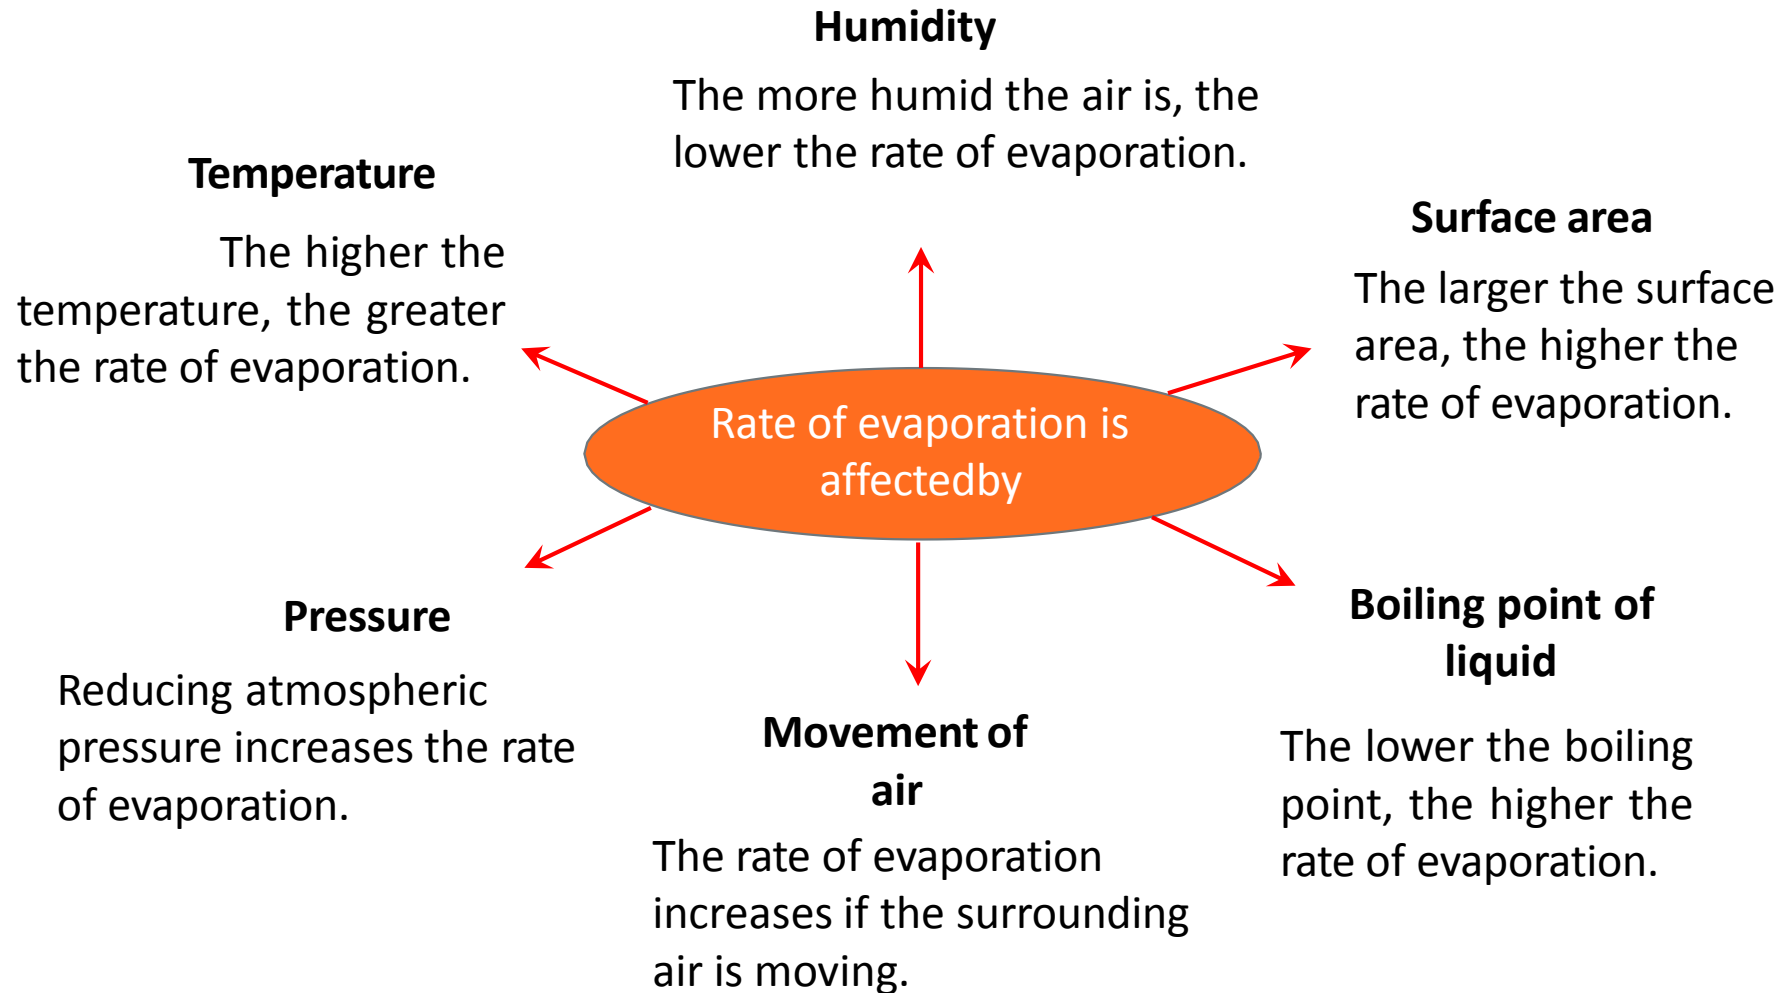 Humidity
The more humid the air is, the
lower the rate of evaporation.
Temperature
The higher the
temperature, the greater
the rate of evaporation.
Surface area
The larger the surface
area, the higher the
rate of evaporation.
Rate of evaporation is
affectedby
Pressure
Reducing atmospheric
pressure increases the rate
of evaporation.
Movement of
air
The rate of evaporation
increases if the surrounding
air is moving.
Boiling point of
liquid
The lower the boiling
point, the higher the
rate of evaporation.